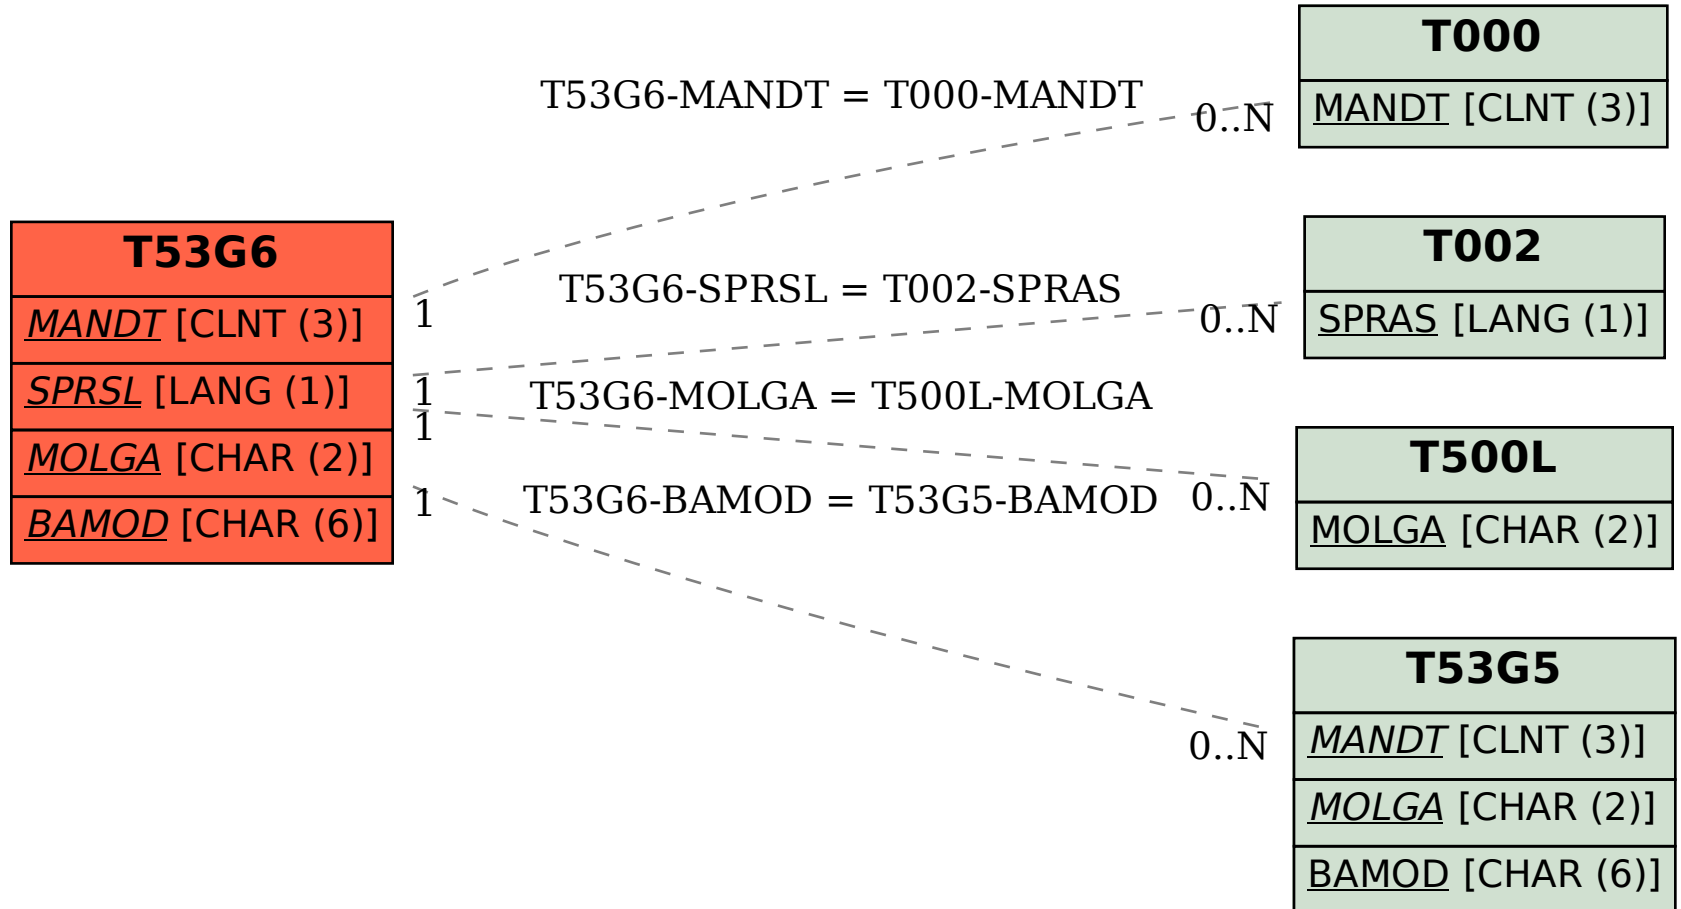 T53G6
MANDT [CLNT (3)]
SPRSL [LANG (1)]
MOLGA [CHAR (2)]
BAMOD [CHAR (6)]
T53G6-MANDT = T000-MANDT
1
0..N
T53G6-SPRSL = T002-SPRAS
1
0..N
T53G6-MOLGA = T500L-MOLGA
1
0..N
T53G6-BAMOD = T53G5-BAMOD
1
0..N
T000
MANDT [CLNT (3)]
T002
SPRAS [LANG (1)]
T500L
MOLGA [CHAR (2)]
T53G5
MANDT [CLNT (3)]
MOLGA [CHAR (2)]
BAMOD [CHAR (6)]